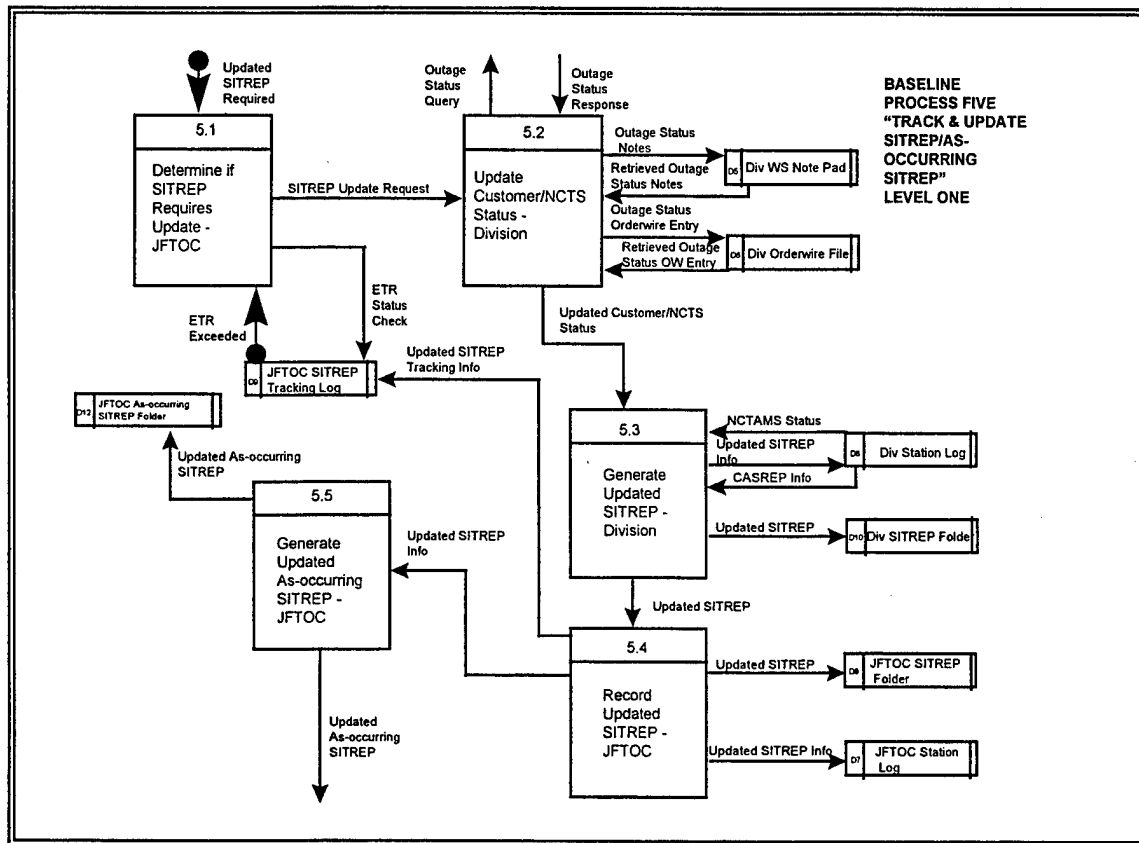 Updated
SITREP
Required
Outage
Status
Query
Outage
Status
Response
BASELINE
PROCESS FIVE
“TRACK & UPDATE
SITREP/AS-
OCCURRING
SITREP”
LEVEL ONE
5.1
Determine if
SITREP
Requires
Update -
JFTOC
SITREP Update Request
5.2
Update
Customer/NCTS
Status -
Division
Outage Status
Notes
Retrieved Outage
Status Notes
Outage Status
Orderwire Entry
Retrieved Outage
Status OW Entry
D5 Div WS Note Pad
D6 Div Orderwire File
ETR
Exceeded
ETR
Status
Check
Updated Customer/NCTS
Status
D9 JFTOC SITREP
Tracking Log
Updated SITREP
Tracking Info
D12 JFTOC As-occurring
SITREP Folder
Updated As-occurring
SITREP
5.3
Generate
Updated
SITREP -
Division
NCTAMS Status
Updated SITREP
Info
CASREP Info
Updated SITREP
Div Station Log
D10 Div SITREP Folde
5.5
Generate
Updated
As-occurring
SITREP -
JFTOC
Updated SITREP
Info
Updated SITREP
5.4
Record
Updated
SITREP -
JFTOC
Updated SITREP
JFTOC SITREP
Folder
Updated SITREP Info
D7 JFTOC Station
Log
Updated
As-occurring
SITREP